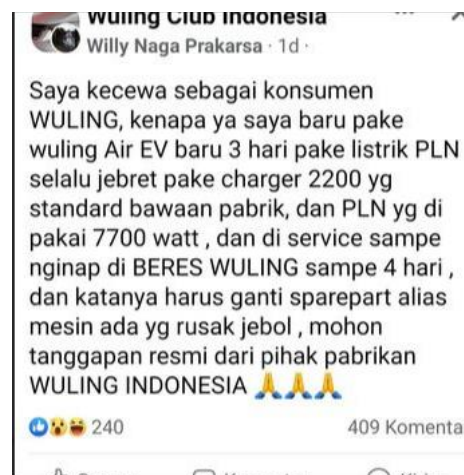 Wuling Club Indonesia
Willy Naga Prakarsa · 1d ·
Saya kecewa sebagai konsumen
WULING, kenapa ya saya baru pake
wuling Air EV baru 3 hari pake listrik PLN
selalu jebret pake charger 2200 yg
standard bawaan pabrik, dan PLN yg di
pakai 7700 watt , dan di service sampe
nginap di BERES WULING sampe 4 hari ,
dan katanya harus ganti sparepart alias
mesin ada yg rusak jebol , mohon
tanggapan resmi dari pihak pabrikan
WULING INDONESIA 🙏🙏🙏
240
409 Komenta